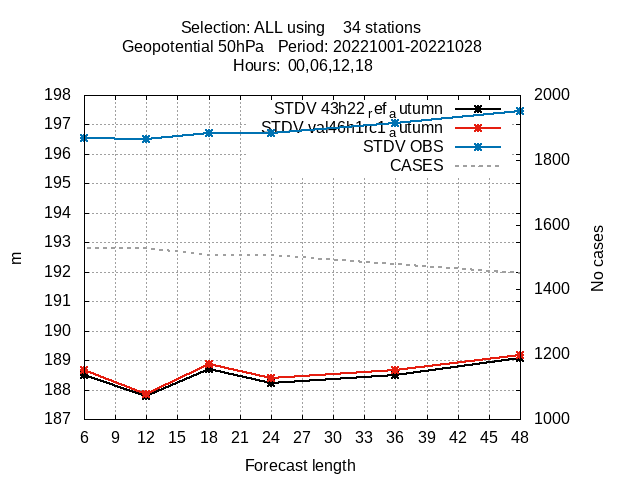 Selection: ALL using    34 stations
Geopotential 50hPa   Period: 20221001-20221028
Hours:  00,06,12,18
198
197
196
195
194
193
192
191
190
189
188
187
m
2000
1800
1600
1400
1200
1000
No cases
STDV 43h22_ref_autumn
STDV val46h1rc1_autumn
STDV OBS
CASES
6 9 12 15 18 21 24 27 30 33 36 39 42 45 48
Forecast length